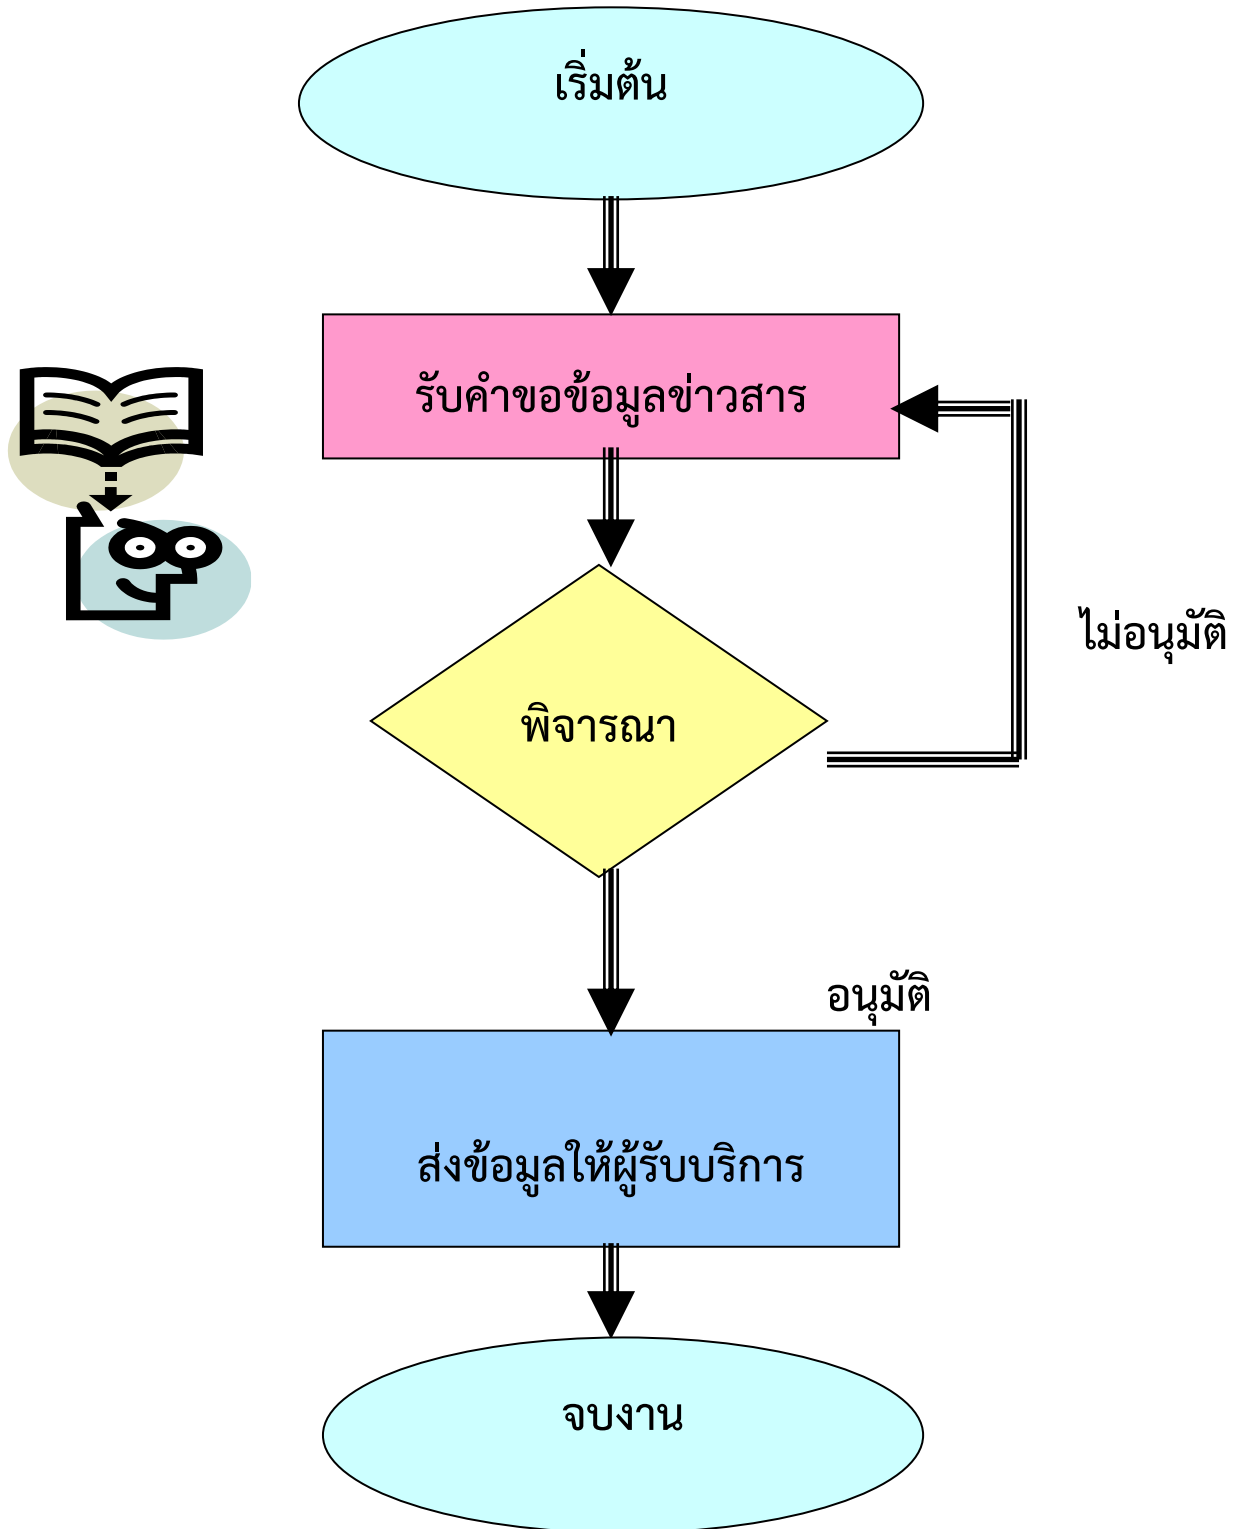 เริ่มต้น
รับคำขอข้อมูลข่าวสาร
ไม่อนุมัติ
พิจารณา
อนุมัติ
ส่งข้อมูลให้ผู้รับบริการ
จบงาน